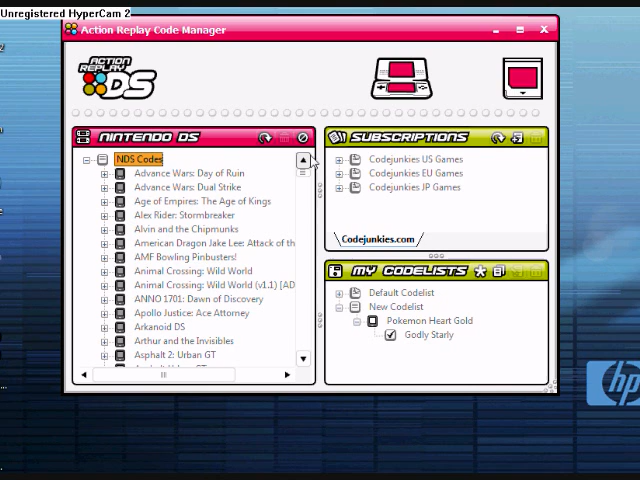 Unregistered HyperCam 2
Action Replay Code Manager
ACTION
REPLAY
DS
NINTENDO DS
NDS Codes
Advance Wars: Day of Ruin
Advance Wars: Dual Strike
Age of Empires: The Age of Kings
Alex Rider: Stormbreaker
Alvin and the Chipmunks
American Dragon Jake Lee: Attack of th
AMF Bowling Pinbusters!
Animal Crossing: Wild World
Animal Crossing: Wild World (v1.1) [AD
ANNO 1701: Dawn of Discovery
Apollo Justice: Ace Attorney
Arkanoid DS
Arthur and the Invisibles
Asphalt 2: Urban GT
SUBSCRIPTIONS
Codejunkies US Games
Codejunkies EU Games
Codejunkies JP Games
Codejunkies.com
MY CODELISTS
Default Codelist
New Codelist
Pokemon Heart Gold
Godly Starly
hp